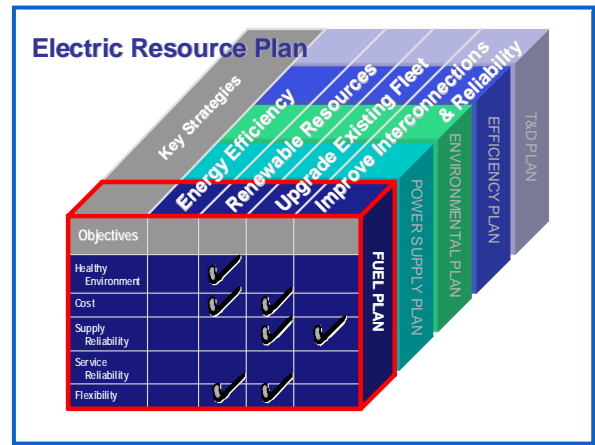 Electric Resource Plan
Key Strategies
Energy Efficiency
Renewable Resources
Upgrade Existing Fleet
Improve Interconnections
& Reliability
Objectives
Healthy
Environment
Cost
Supply
Reliability
Service
Reliability
Flexibility
FUEL PLAN
POWER SUPPLY PLAN
ENVIRONMENTAL PLAN
EFFICIENCY PLAN
T&D PLAN